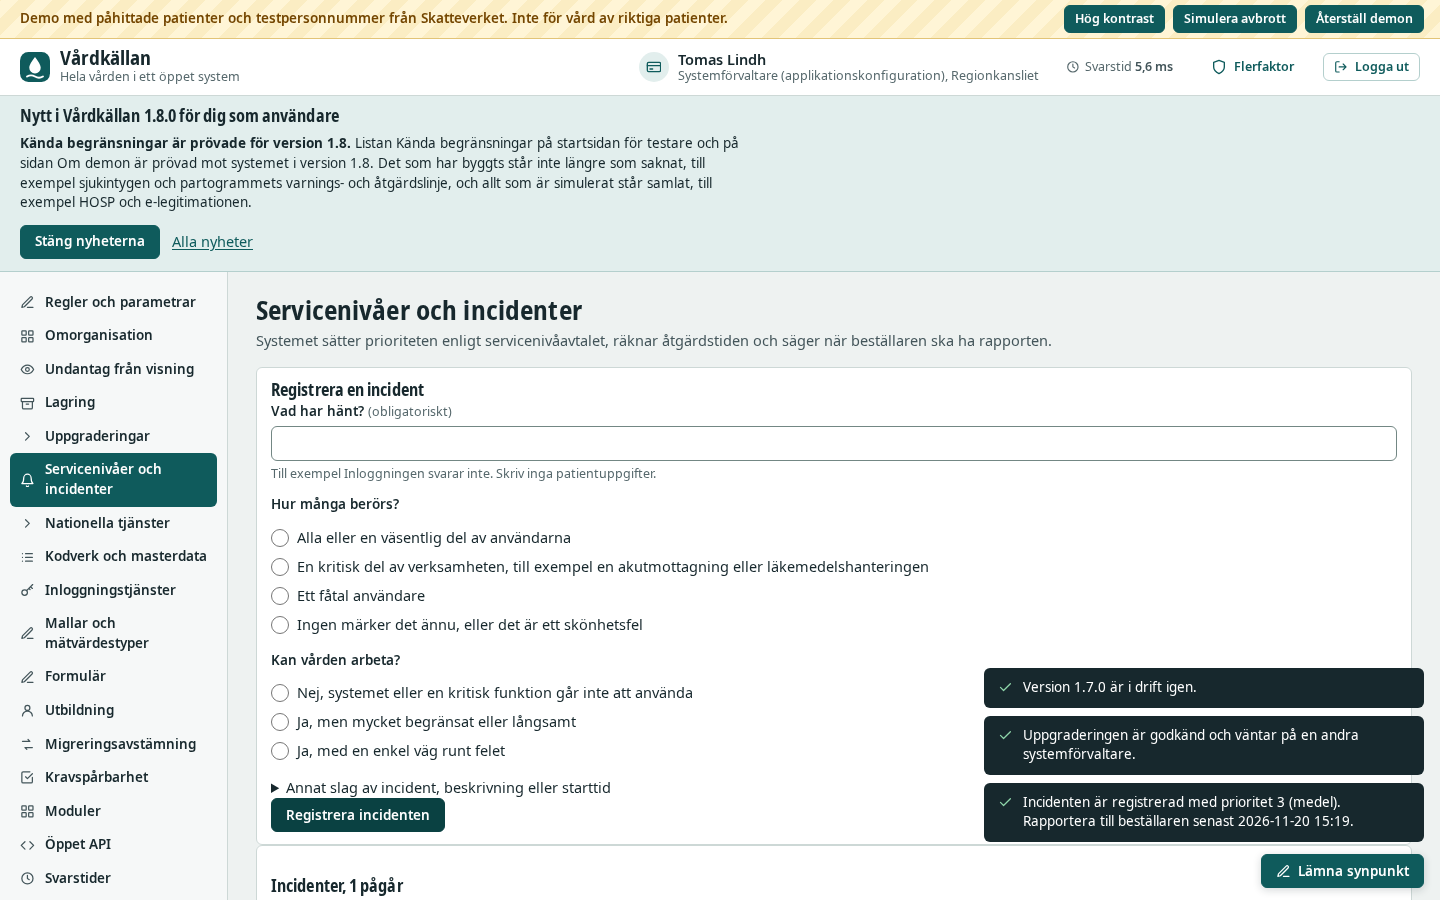 Demo med påhittade patienter och testpersonnummer från Skatteverket. Inte för vård av riktiga patienter.
Hög kontrast
Simulera avbrott
Återställ demon
Vårdkällan
Hela vården i ett öppet system
Tomas Lindh
Systemförvaltare (applikationskonfiguration), Regionkansliet
Svarstid 5,6 ms
Flerfaktor
Logga ut
Nytt i Vårdkällan 1.8.0 för dig som användare
Kända begränsningar är prövade för version 1.8. Listan Kända begränsningar på startsidan för testare och på
sidan Om demon är prövad mot systemet i version 1.8. Det som har byggts står inte längre som saknat, till
exempel sjukintygen och partogrammets varnings- och åtgärdslinje, och allt som är simulerat står samlat, till
exempel HOSP och e-legitimationen.
Stäng nyheterna
Alla nyheter
Regler och parametrar
Omorganisation
Undantag från visning
Lagring
Uppgraderingar
Servicenivåer och
incidenter
Nationella tjänster
Kodverk och masterdata
Inloggningstjänster
Mallar och
mätvärdestyper
Formulär
Utbildning
Migreringsavstämning
Kravspårbarhet
Moduler
Öppet API
Svarstider
Servicenivåer och incidenter
Systemet sätter prioriteten enligt servicenivåavtalet, räknar åtgärdstiden och säger när beställaren ska ha rapporten.
Registrera en incident
Vad har hänt? (obligatoriskt)
Till exempel Inloggningen svarar inte. Skriv inga patientuppgifter.
Hur många berörs?
Alla eller en väsentlig del av användarna
En kritisk del av verksamheten, till exempel en akutmottagning eller läkemedelshanteringen
Ett fåtal användare
Ingen märker det ännu, eller det är ett skönhetsfel
Kan vården arbeta?
Nej, systemet eller en kritisk funktion går inte att använda
Ja, men mycket begränsat eller långsamt
Ja, med en enkel väg runt felet
Annat slag av incident, beskrivning eller starttid
Registrera incidenten
Incidenter, 1 pågår
Version 1.7.0 är i drift igen.
Uppgraderingen är godkänd och väntar på en andra
systemförvaltare.
Incidenten är registrerad med prioritet 3 (medel).
Rapportera till beställaren senast 2026-11-20 15:19.
Lämna synpunkt